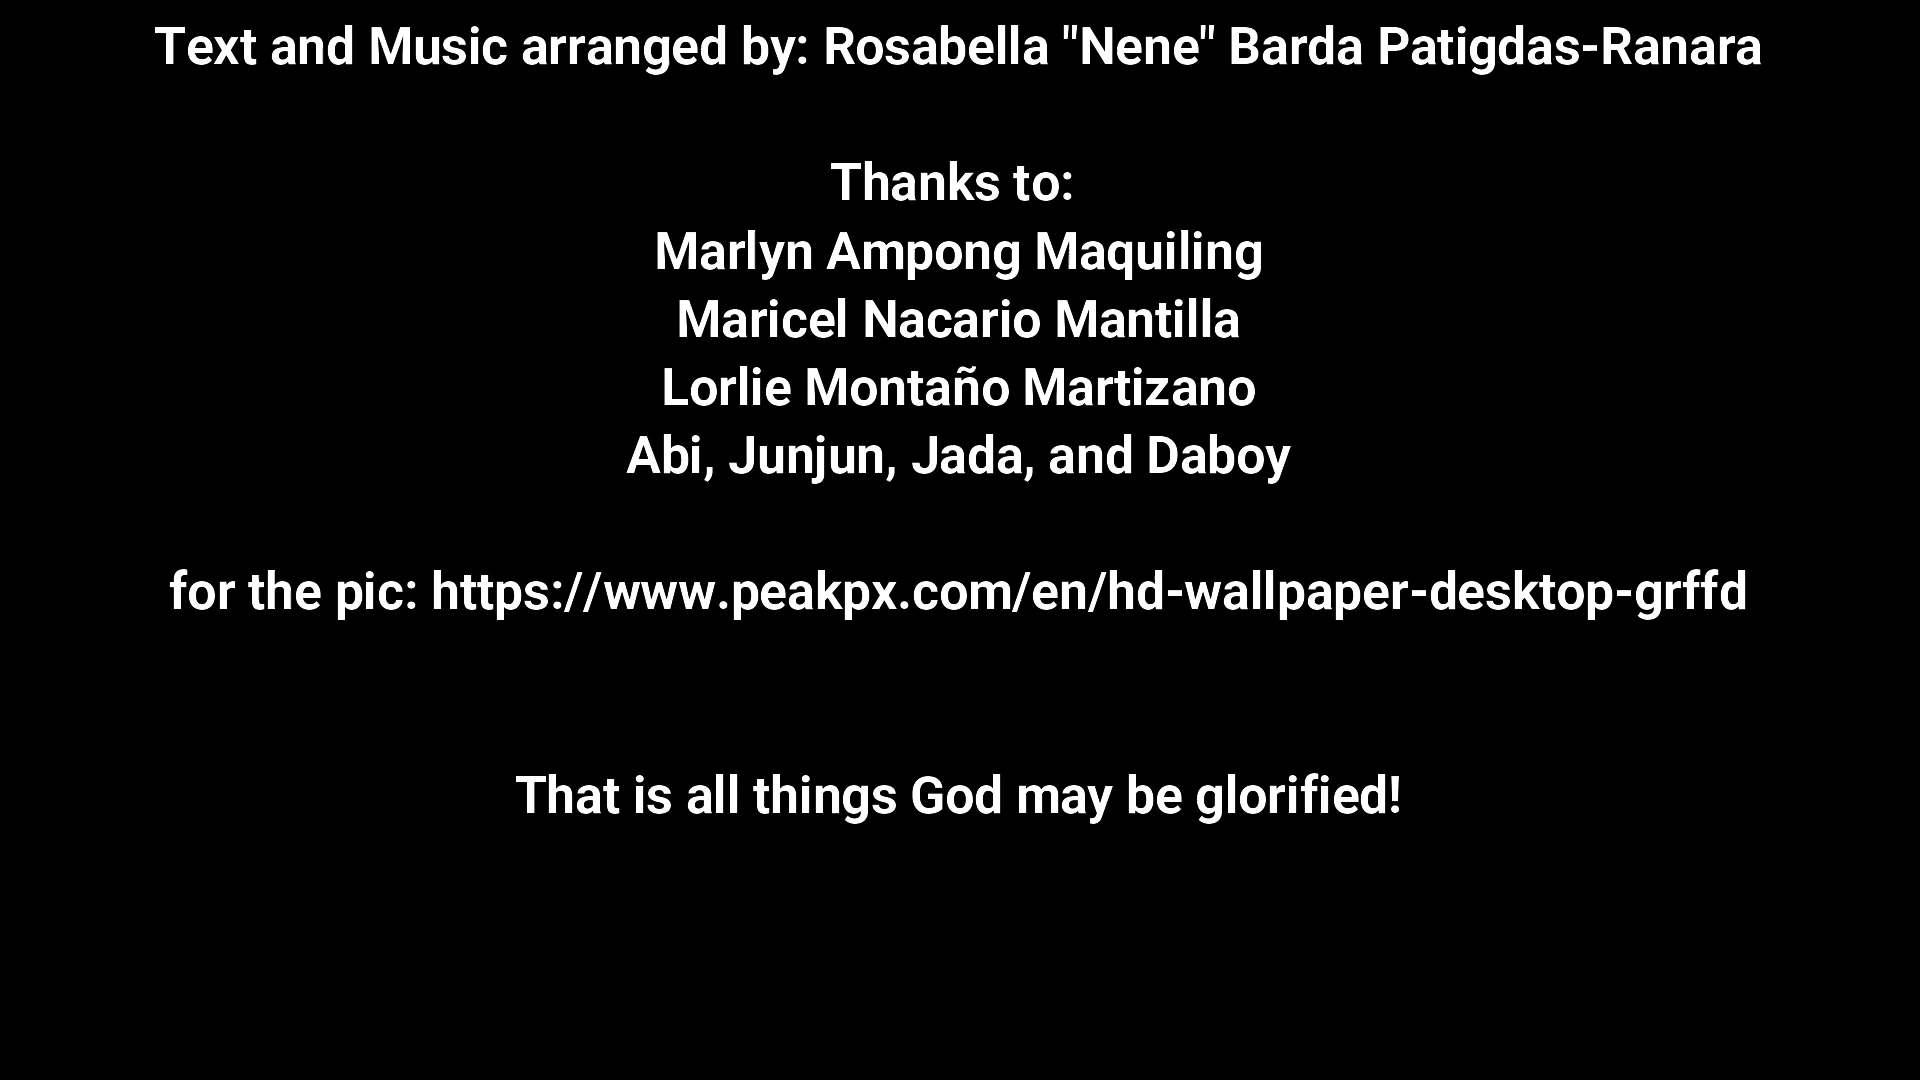 Text and Music arranged by: Rosabella "Nene" Barda Patigdas-Ranara
Thanks to:
Marlyn Ampong Maquiling
Maricel Nacario Mantilla
Lorlie Montaño Martizano
Abi, Junjun, Jada, and Daboy
for the pic: https://www.peakpx.com/en/hd-wallpaper-desktop-grffd
That is all things God may be glorified!